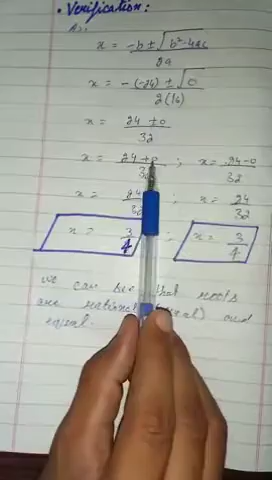 • Verification:
As,
x = -b ± √b² - 4ac / 2a
x = -(-24) ± √0 / 2(16)
x = 24 ± 0 / 32
x = 24 + 0 / 32 ; x = 24 - 0 / 32
x = 24 / 32 ; x = 24 / 32
x = 3/4 ; x = 3/4
we can see that roots
are rational (real) and
equal.